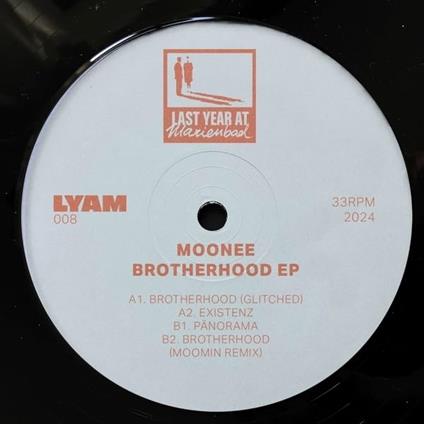 LAST YEAR AT
Marienbad
LYAM
008
33RPM
2024
MOONEE
BROTHERHOOD EP
A1. BROTHERHOOD (GLITCHED)
A2. EXISTENZ
B1. PÄNORAMA
B2. BROTHERHOOD
(MOOMIN REMIX)